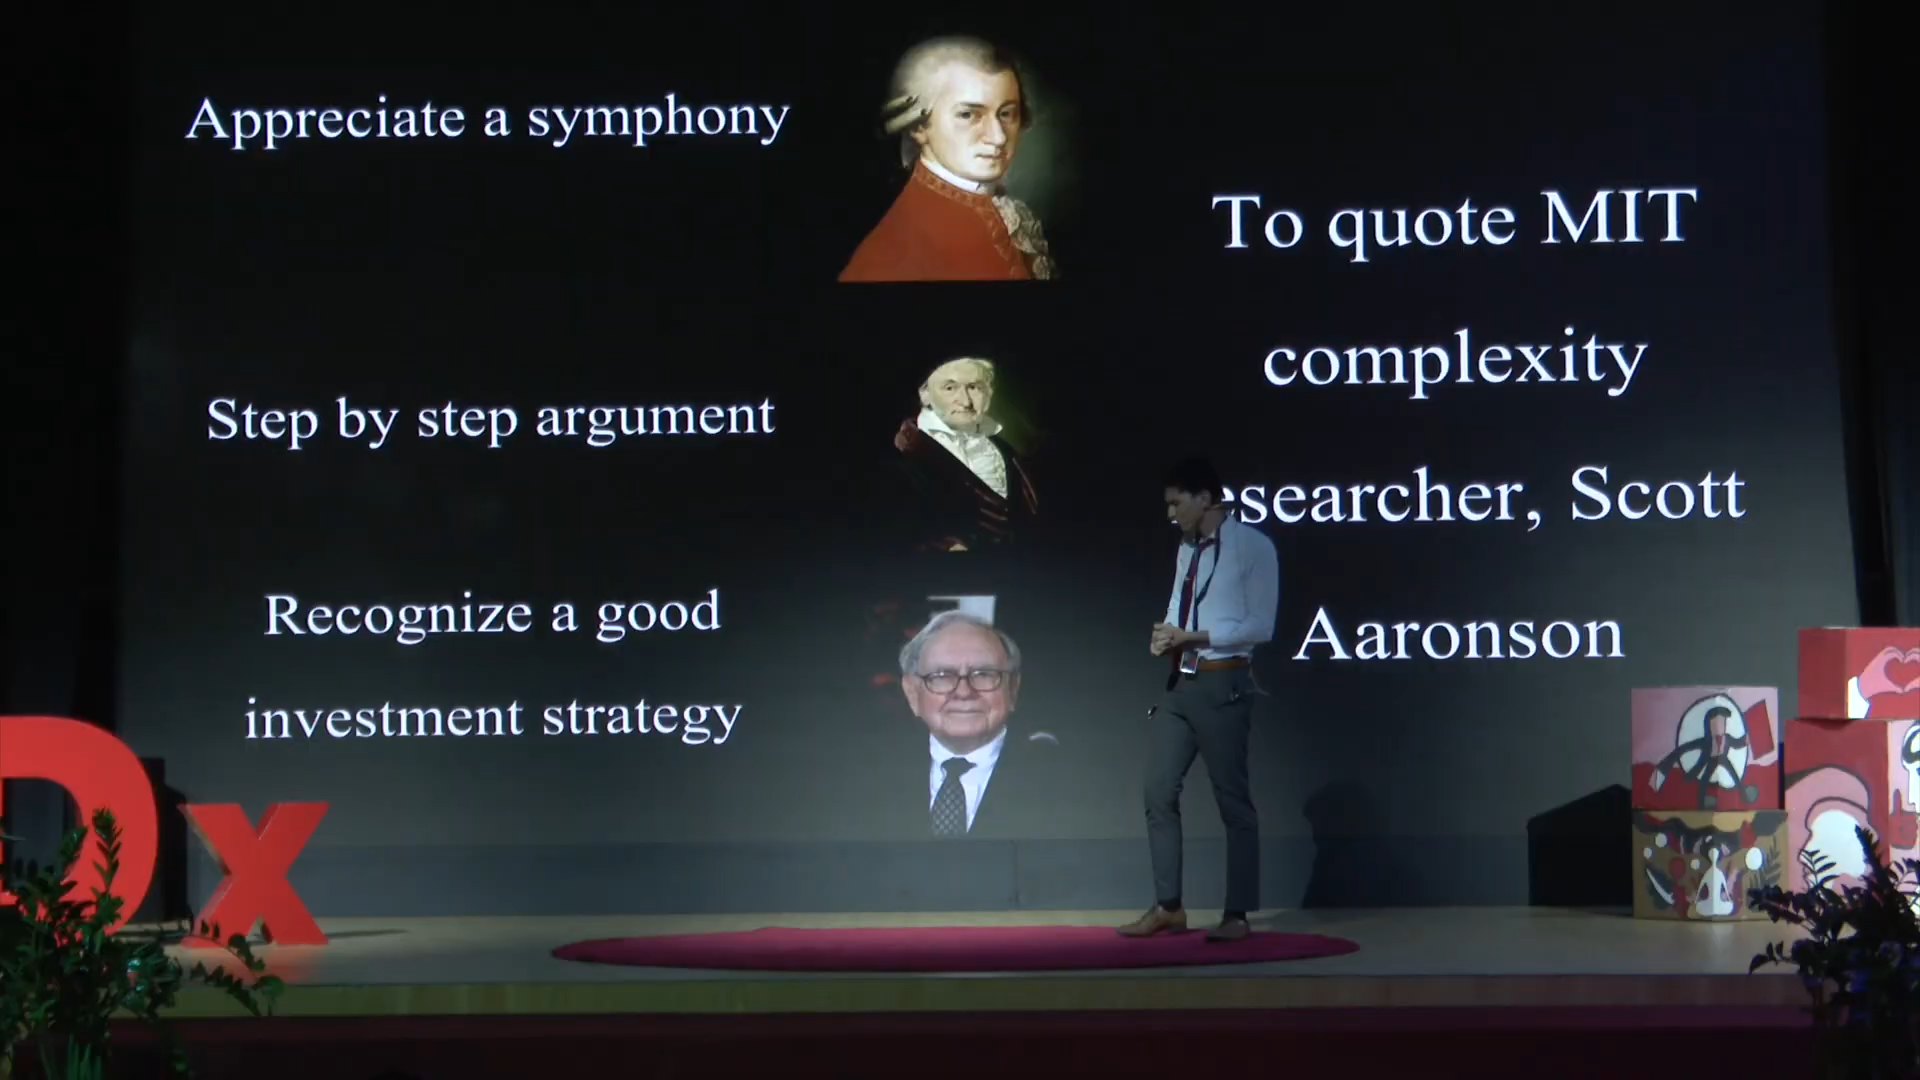 Appreciate a symphony
Step by step argument
Recognize a good
investment strategy
To quote MIT
complexity
esearcher, Scott
Aaronson
Dx